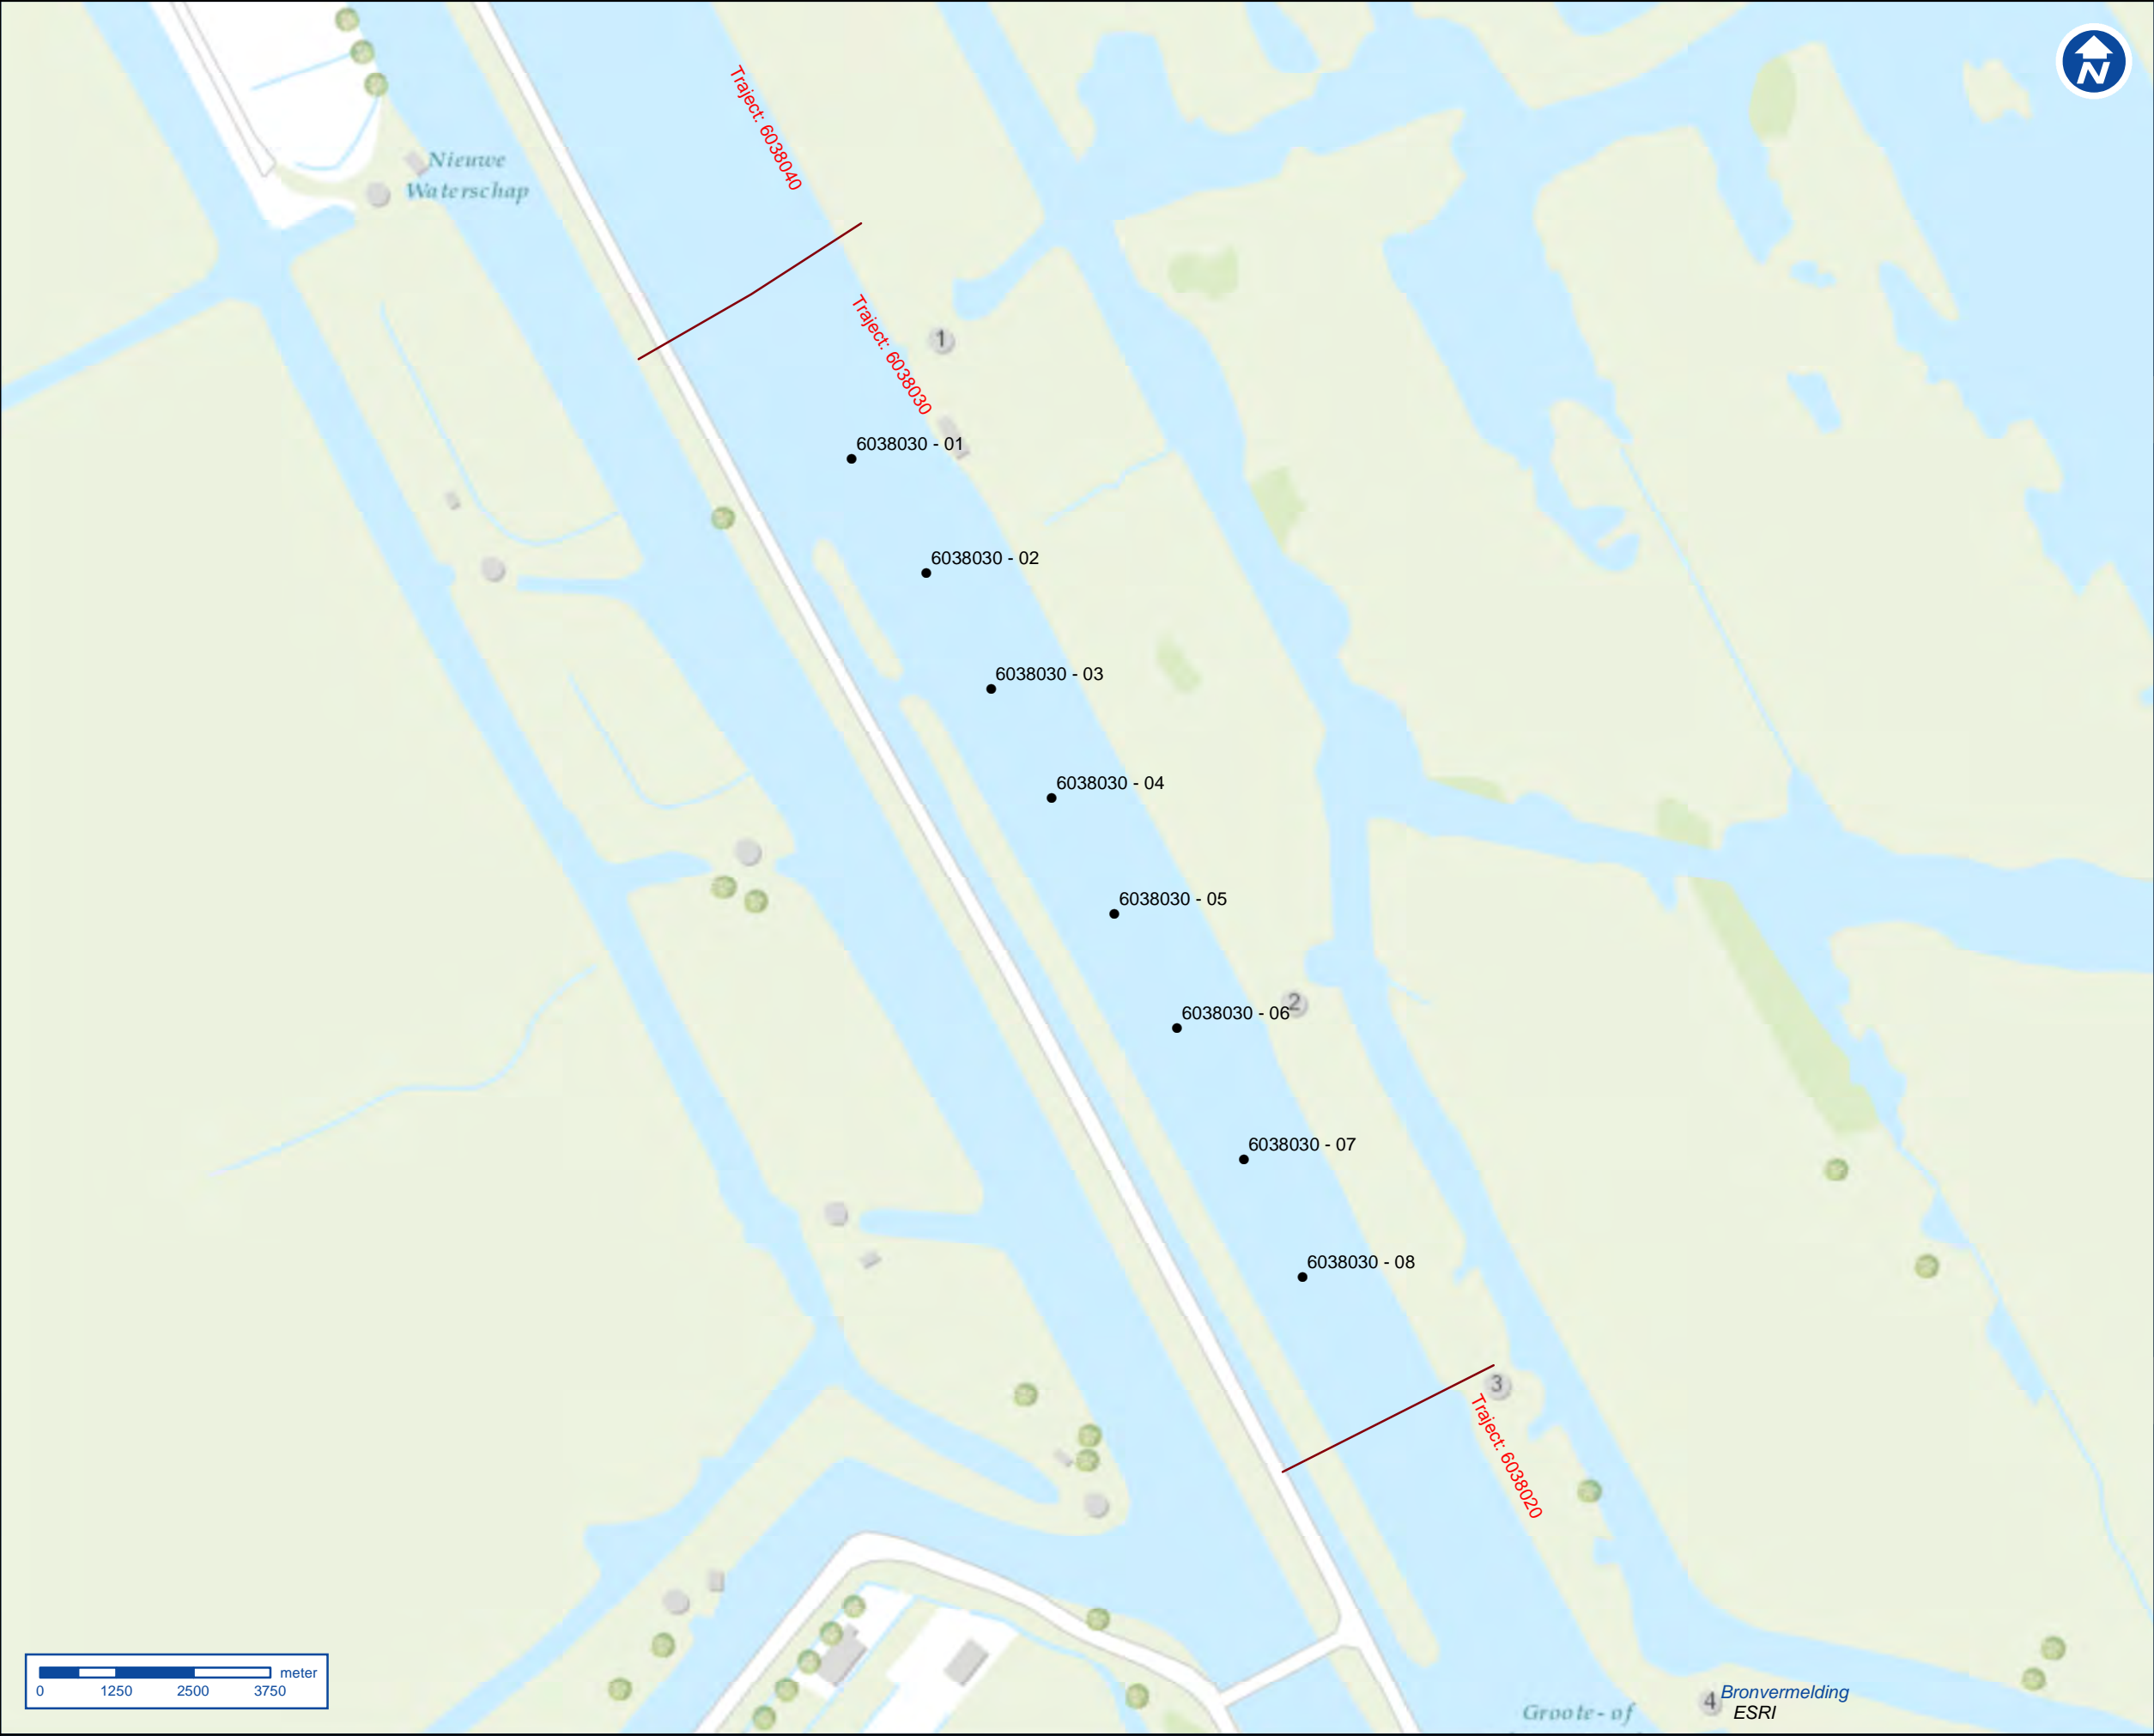 N
Traject: 6038040
Nieuwe
Waterschap
Traject: 6038030
1
6038030 - 01
6038030 - 02
6038030 - 03
6038030 - 04
6038030 - 05
2
6038030 - 06
6038030 - 07
6038030 - 08
3
Traject: 6038020
meter
0 1250 2500 3750
4
Bronvermelding
ESRI
Groote- of